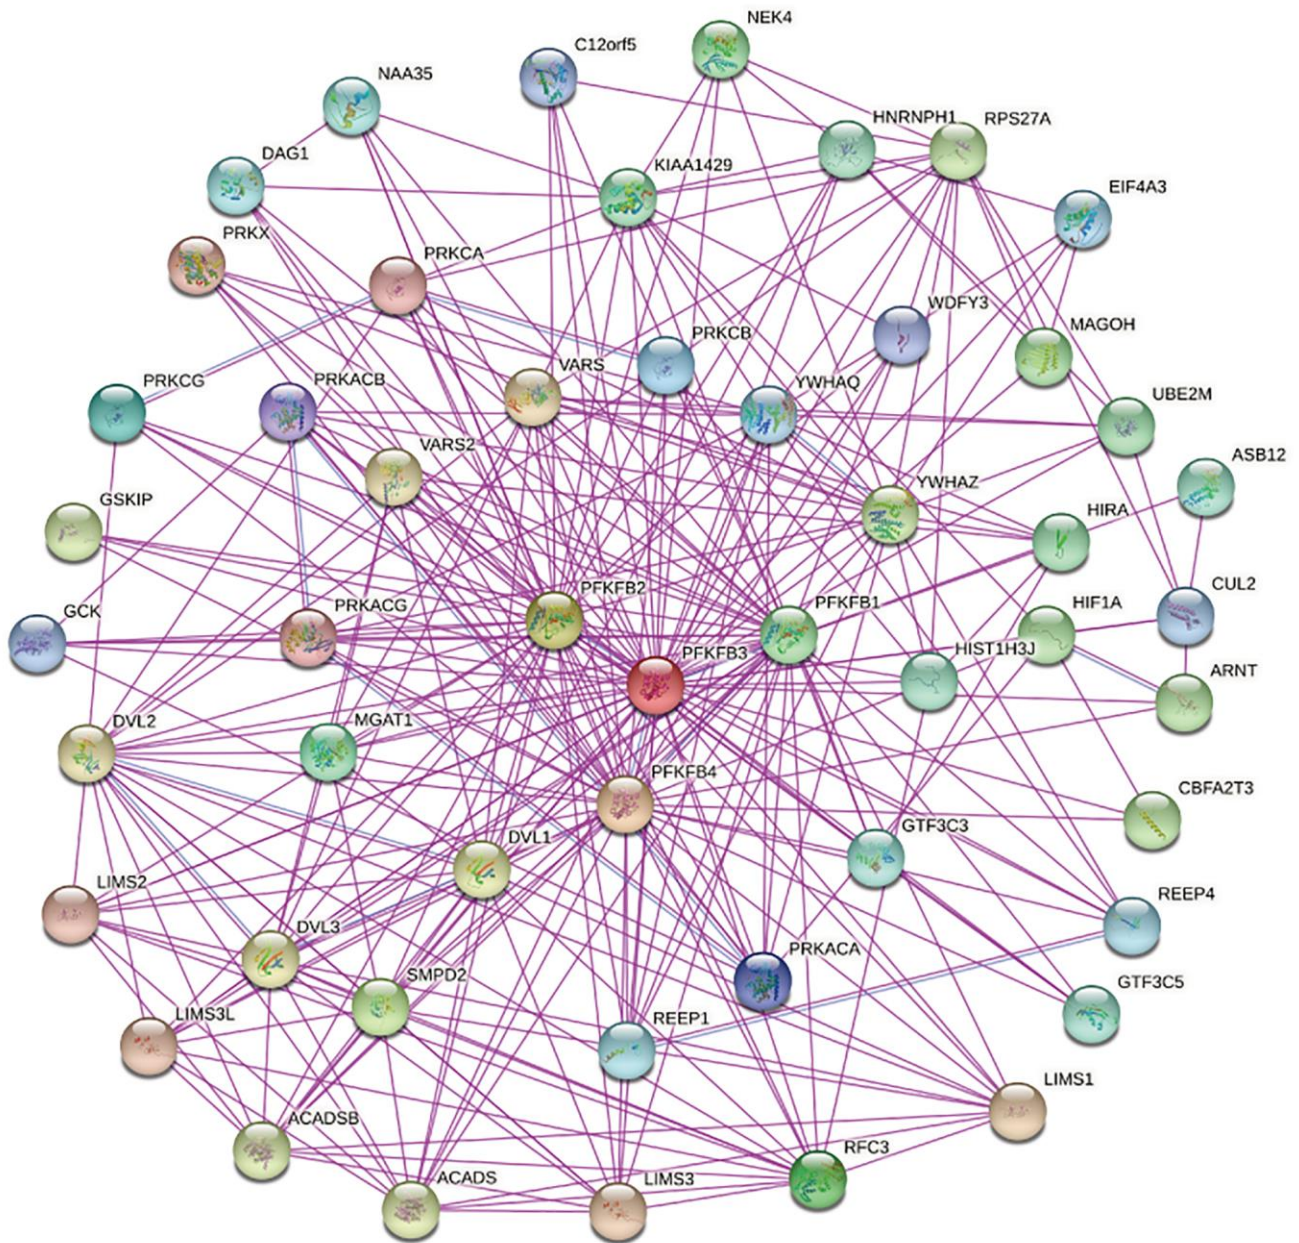 NEK4
C12orf5
NAA35
HNRNPH1
RPS27A
DAG1
KIAA1429
EIF4A3
PRKX
PRKCA
WDFY3
MAGOH
PRKCB
VARS
PRKCG
PRKACB
YWHAQ
UBE2M
VARS2
ASB12
YWHAZ
GSKIP
HIRA
PFKFB2
CUL2
PFKFB1
HIF1A
GCK
PRKACG
PFKFB3
HIST1H3J
ARNT
DVL2
MGAT1
PFKFB4
CBFA2T3
GTF3C3
DVL1
LIMS2
REEP4
DVL3
PRKACA
SMPD2
GTF3C5
LIMS3L
REEP1
LIMS1
ACADSB
RFC3
ACADS
LIMS3